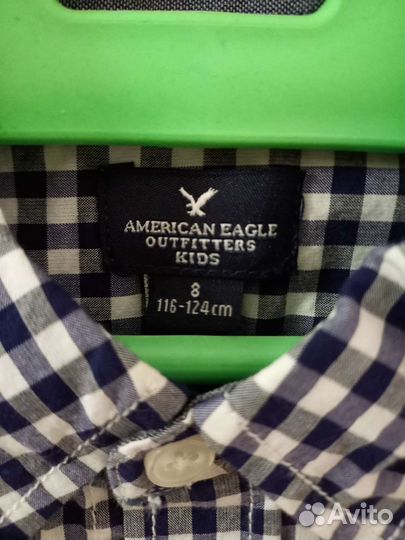 AMERICAN EAGLE
OUTFITTERS
KIDS
8
116-124cm
Avito